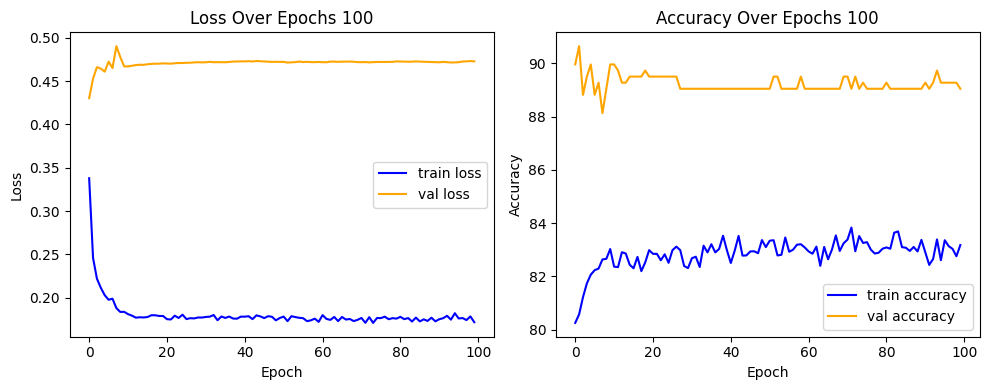 Loss Over Epochs 100
0.50
0.45
0.40
0.35
0.30
0.25
0.20
Loss
train loss
val loss
0 20 40 60 80 100
Epoch
Accuracy Over Epochs 100
90
88
86
84
82
80
Accuracy
train accuracy
val accuracy
0 20 40 60 80 100
Epoch